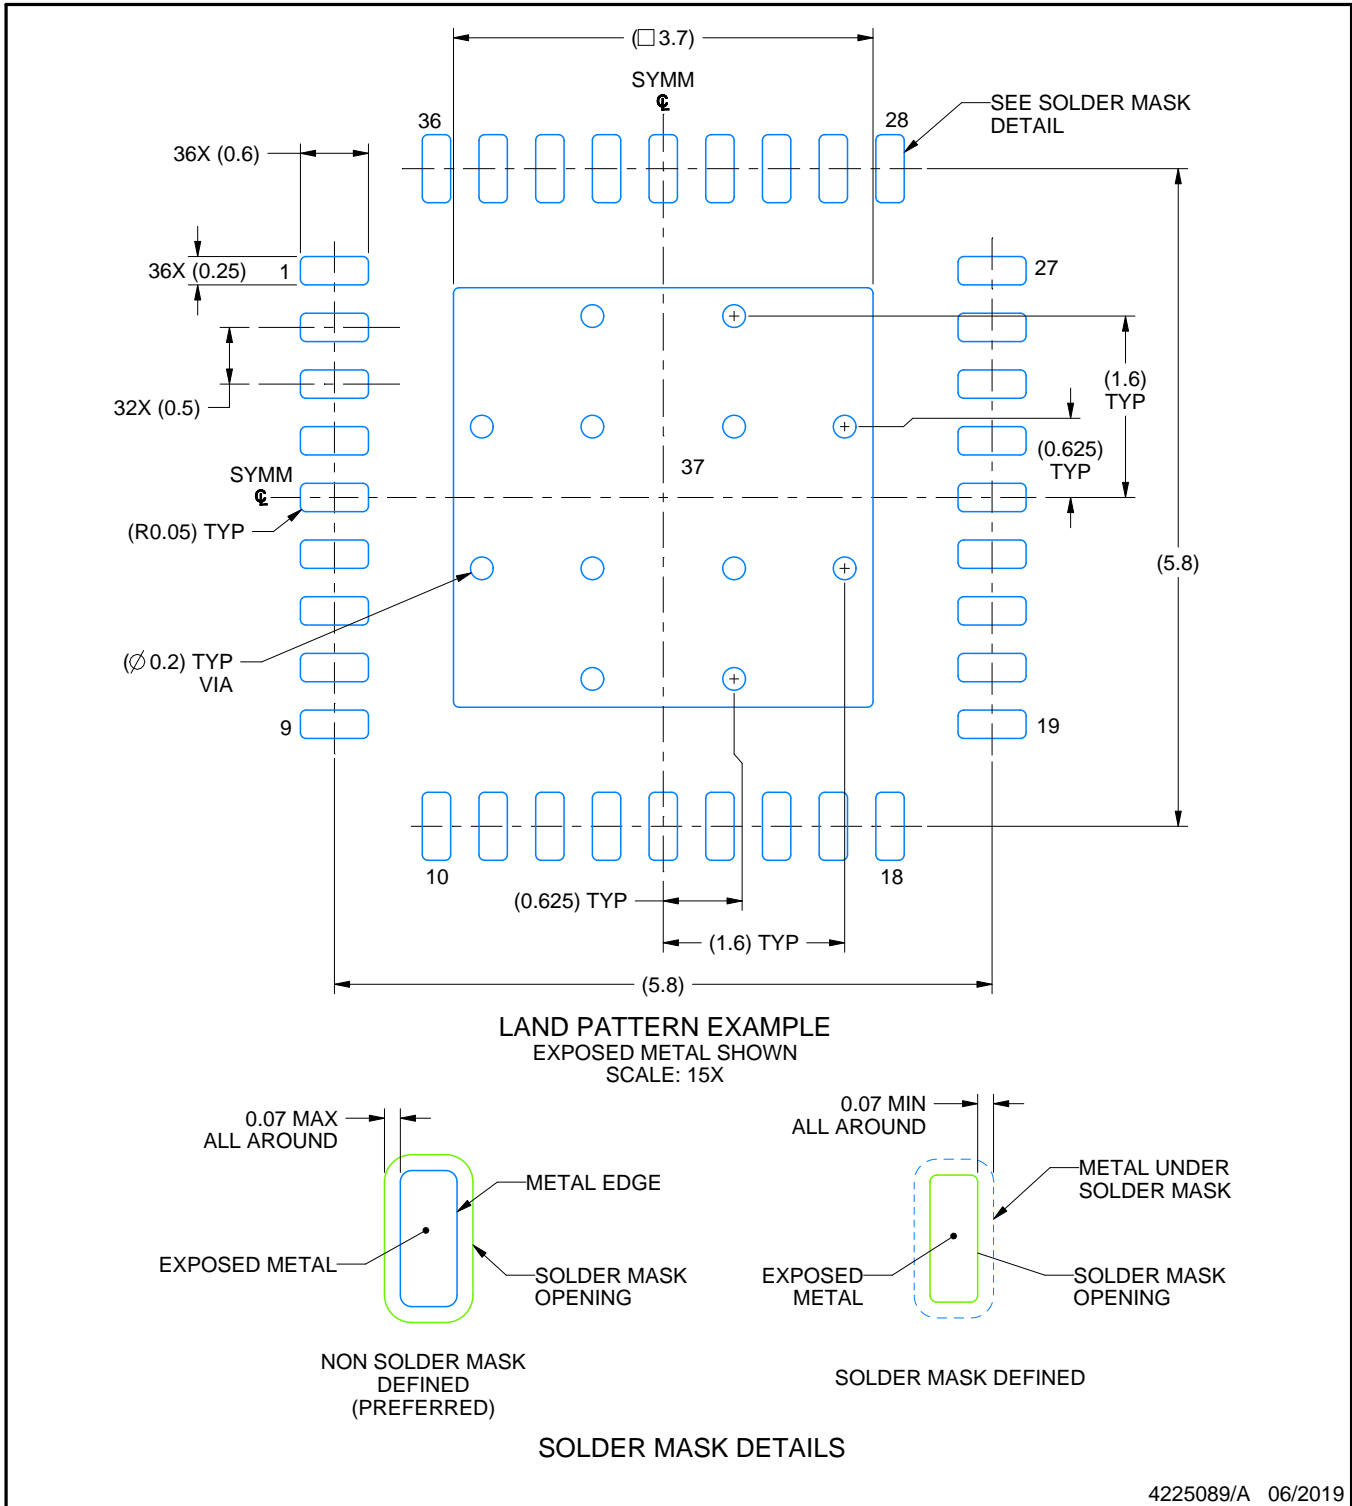 (□ 3.7)
SYMM
℄
SEE SOLDER MASK
DETAIL
36
28
36X (0.6)
36X (0.25)
1
27
32X (0.5)
(1.6)
TYP
(0.625)
TYP
37
SYMM
℄
(R0.05) TYP
(5.8)
(Ø 0.2) TYP
VIA
9
19
10
18
(0.625) TYP
(1.6) TYP
(5.8)
LAND PATTERN EXAMPLE
EXPOSED METAL SHOWN
SCALE: 15X
0.07 MAX
ALL AROUND
METAL EDGE
EXPOSED METAL
SOLDER MASK
OPENING
NON SOLDER MASK
DEFINED
(PREFERRED)
0.07 MIN
ALL AROUND
METAL UNDER
SOLDER MASK
EXPOSED
METAL
SOLDER MASK
OPENING
SOLDER MASK DEFINED
SOLDER MASK DETAILS
4225089/A 06/2019